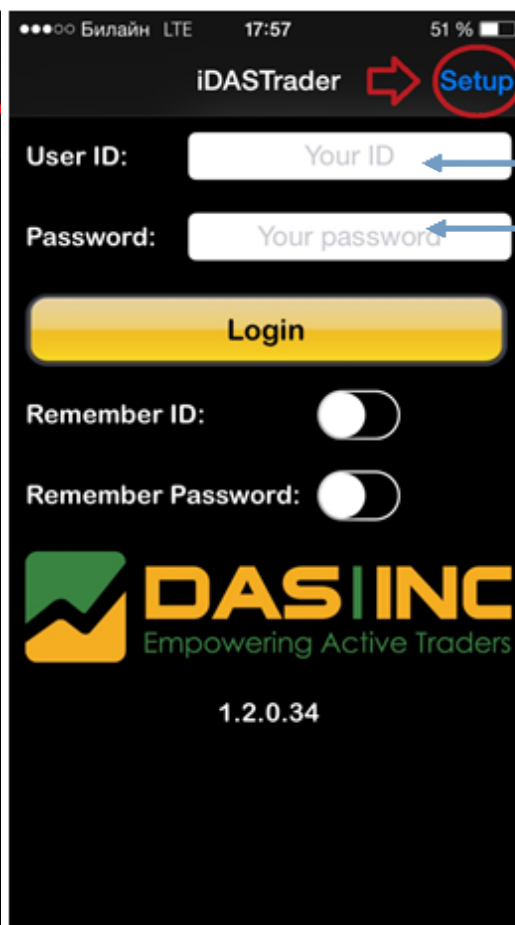 Билайн LTE 17:57 51 %
iDASTrader Setup
User ID: Your ID
Password: Your password
Login
Remember ID:
Remember Password:
DAS|INC
Empowering Active Traders
1.2.0.34